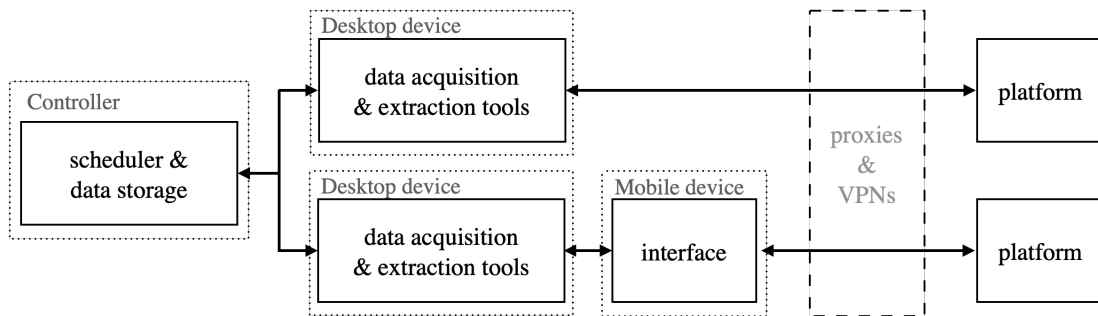 Controller
scheduler &
data storage
Desktop device
data acquisition
& extraction tools
Desktop device
data acquisition
& extraction tools
Mobile device
interface
proxies
&
VPNs
platform
platform